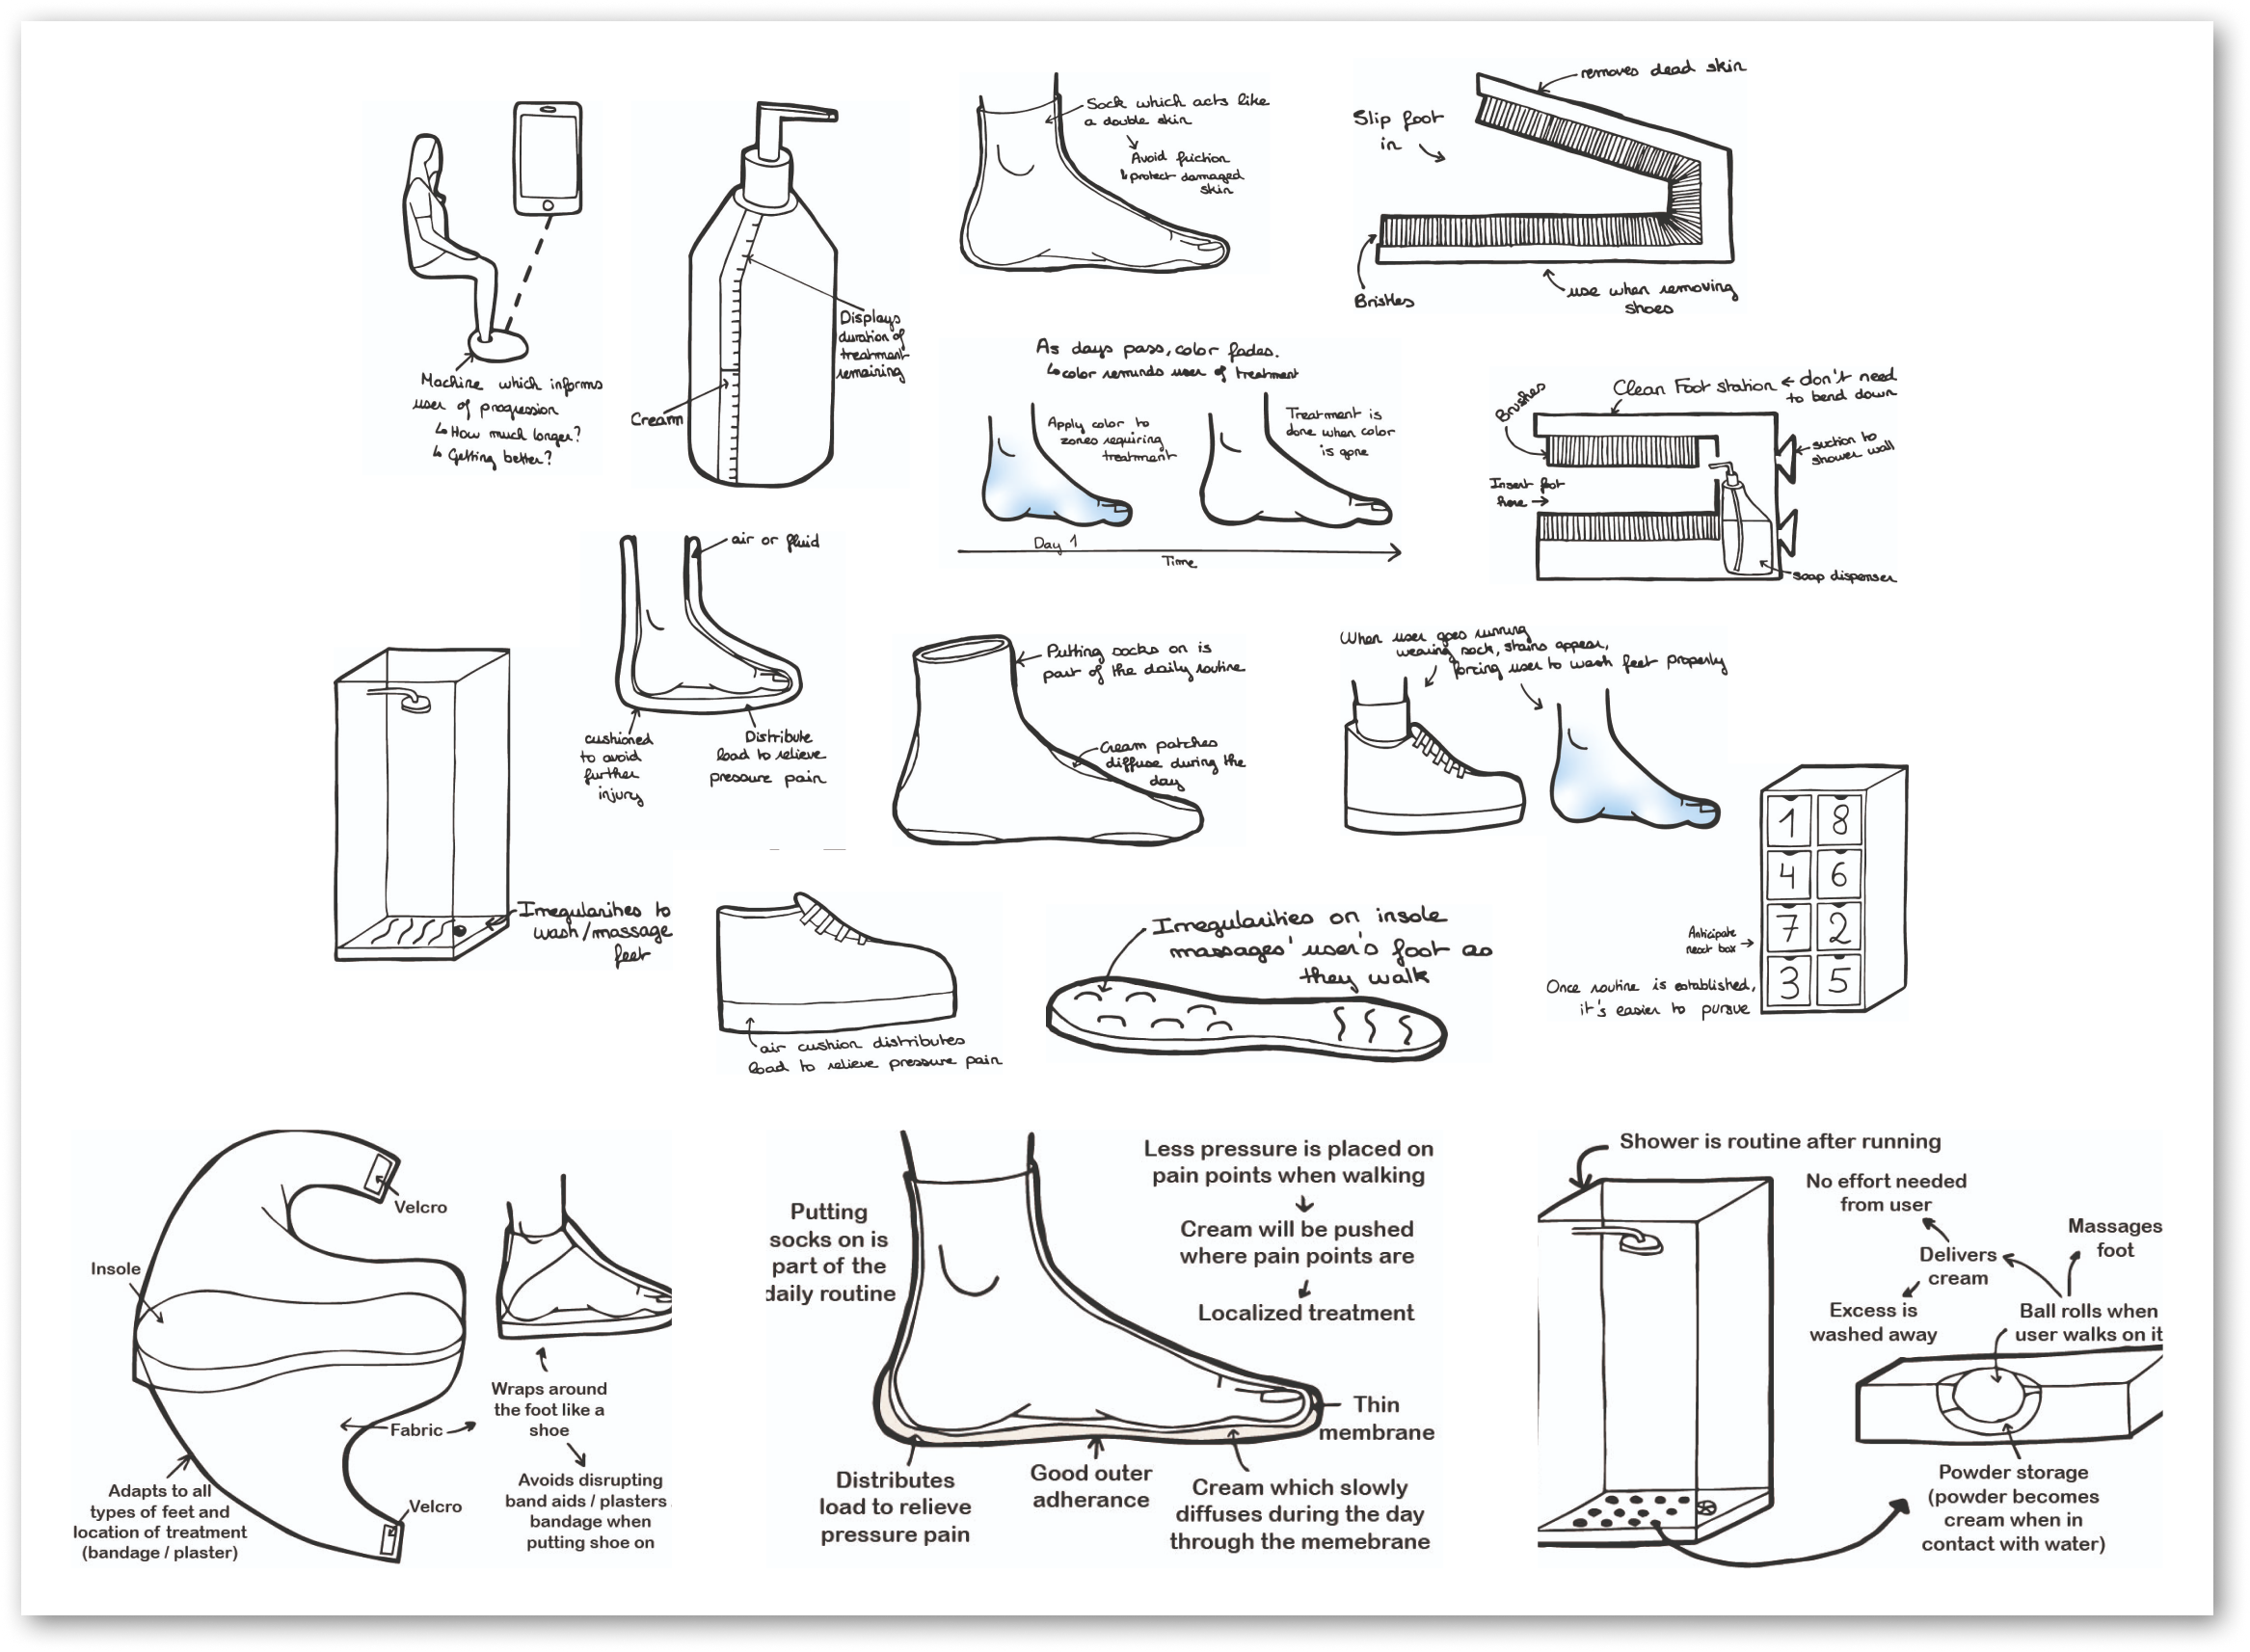 Machine which informs
user of progression
↳ How much longer?
↳ Getting better?
Displays
duration of
treatment
remaining
Cream
Sock which acts like
a double skin
Avoid friction
↳ protect damaged
skin
removes dead skin
Slip foot
in
Bristles
use when removing
shoes
As days pass, color fades.
↳ color reminds user of treatment
Apply color to
zones requiring
treatment
Treatment is
done when color
is gone
Day 1
Time
Brushes
Clean Foot station ← don't need
to bend down
suction to
shower wall
Insert foot
here →
soap dispenser
air or fluid
cushioned
to avoid
further
injury
Distribute
load to relieve
pressure pain
Putting socks on is
part of the daily routine
Cream patches
diffuse during the
day
When user goes running
wearing sock, stains appear,
forcing user to wash feet properly
Irregularities to
wash/massage
feet
air cushion distributes
load to relieve pressure pain
Irregularities on insole
massages' user's foot as
they walk
1 8
4 6
7 2
3 5
Anticipate
next box
Once routine is established,
it's easier to pursue
Velcro
Insole
Fabric
Velcro
Adapts to all
types of feet and
location of treatment
(bandage / plaster)
Wraps around
the foot like a
shoe
Avoids disrupting
band aids / plasters
bandage when
putting shoe on
Putting
socks on is
part of the
daily routine
Less pressure is placed on
pain points when walking
Cream will be pushed
where pain points are
Localized treatment
Thin
membrane
Distributes
load to relieve
pressure pain
Good outer
adherance
Cream which slowly
diffuses during the day
through the memebrane
Shower is routine after running
No effort needed
from user
Massages
foot
Delivers
cream
Excess is
washed away
Ball rolls when
user walks on it
Powder storage
(powder becomes
cream when in
contact with water)